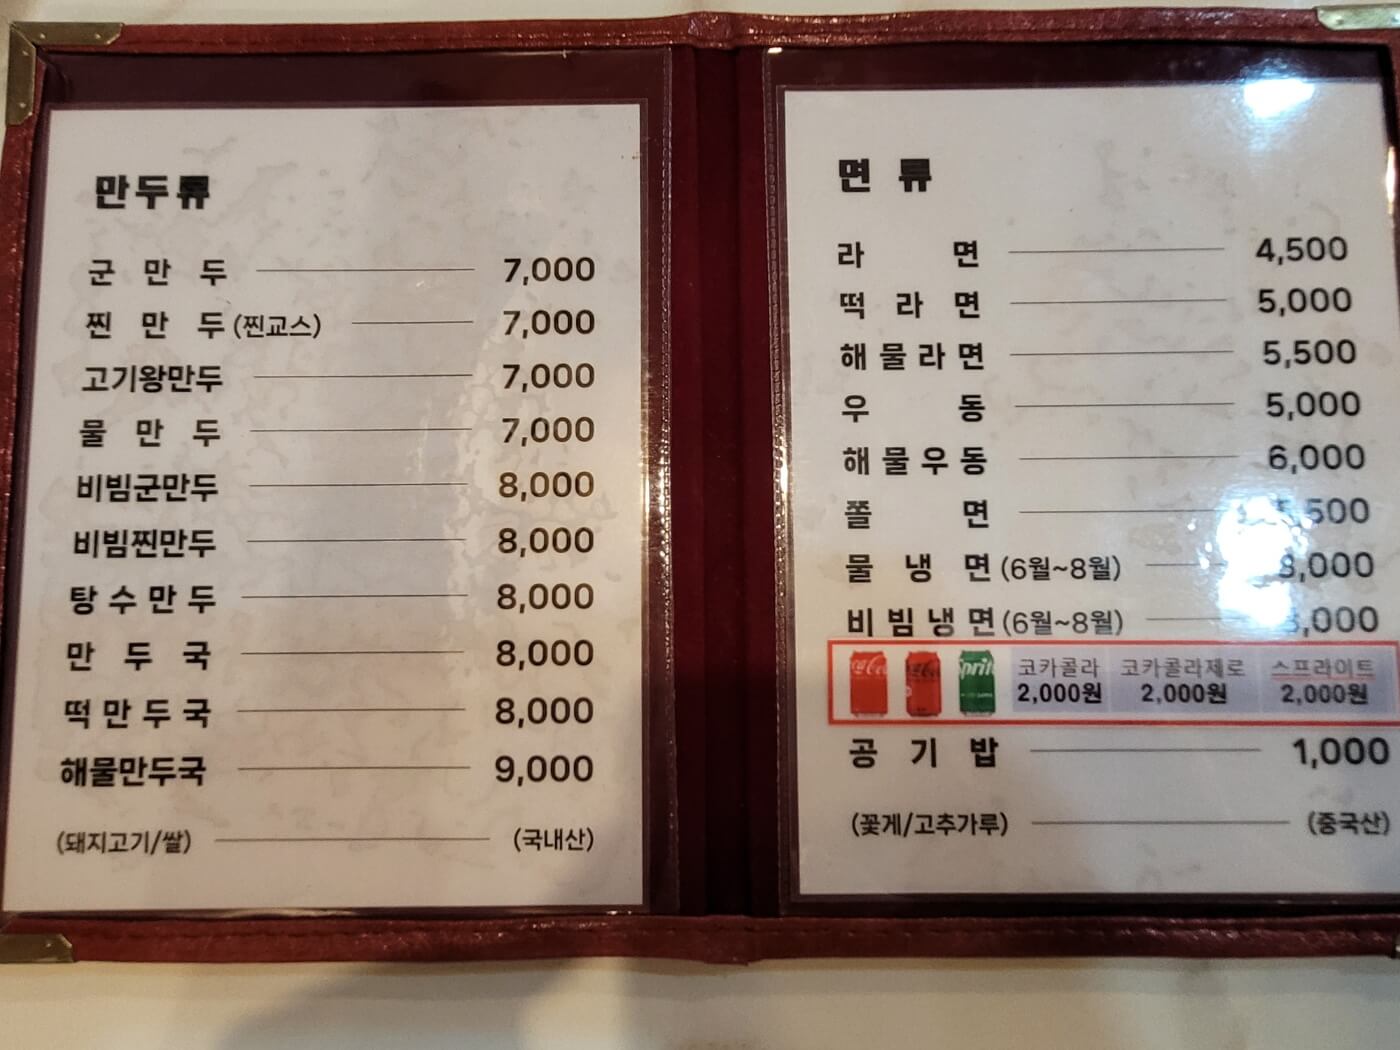 만두류
군 만 두 7,000
찐 만 두 (찐교스) 7,000
고기왕만두 7,000
물 만 두 7,000
비빔군만두 8,000
비빔찐만두 8,000
탕 수 만 두 8,000
만 두 국 8,000
떡 만 두 국 8,000
해물만두국 9,000
(돼지고기/쌀) (국내산)
면 류
라 면 4,500
떡 라 면 5,000
해 물 라 면 5,500
우 동 5,000
해 물 우 동 6,000
쫄 면
물 냉 면 (6월~8월) 8,000
비 빔 냉 면 (6월~8월)
Coca-Cola Sprite
코카콜라 코카콜라제로 스프라이트
2,000원 2,000원 2,000원
공 기 밥 1,000
(꽃게/고추가루) (중국산)